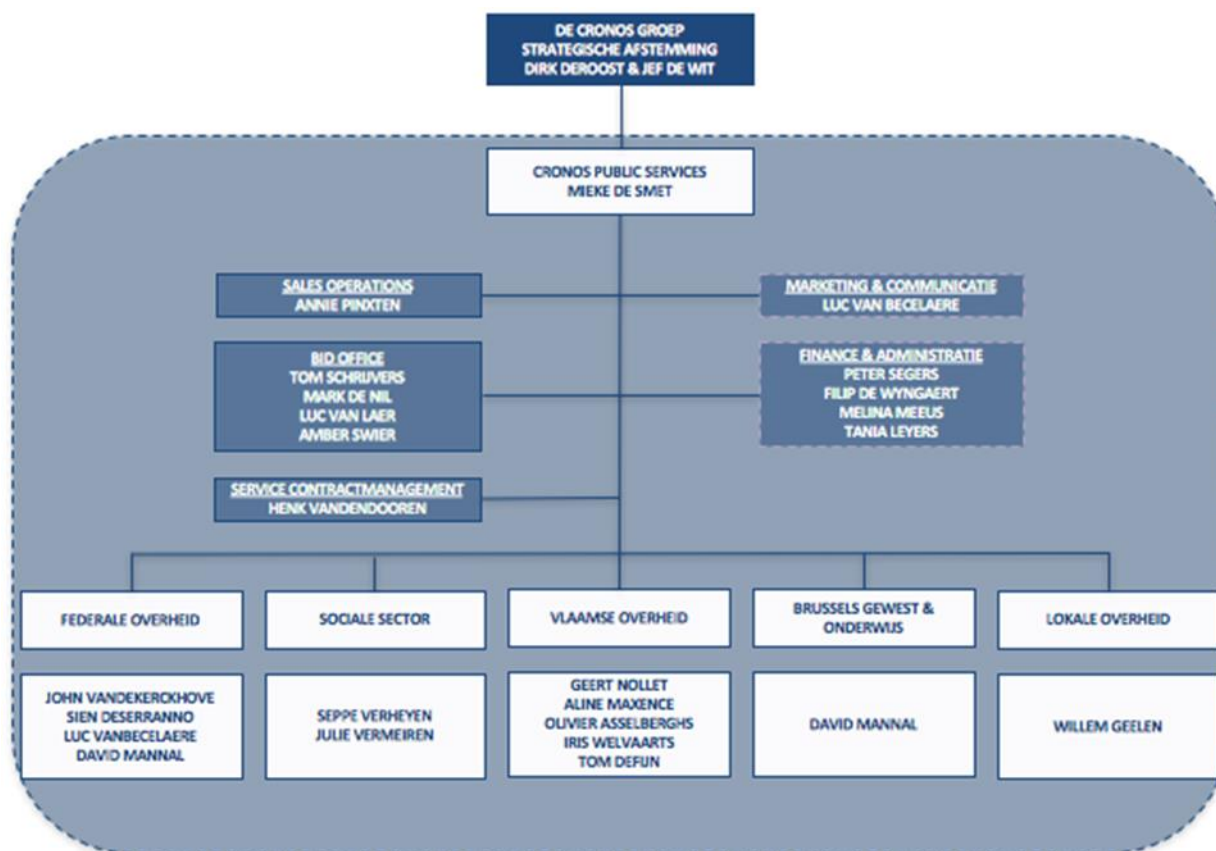 DE CRONOS GROEP
STRATEGISCHE AFSTEMMING
DIRK DEROOST & JEF DE WIT
CRONOS PUBLIC SERVICES
MIEKE DE SMET
SALES OPERATIONS
ANNIE PINXTEN
MARKETING & COMMUNICATIE
LUC VAN BECELAERE
BID OFFICE
TOM SCHRIJVERS
MARK DE NIL
LUC VAN LAER
AMBER SWIER
FINANCE & ADMINISTRATIE
PETER SEGERS
FILIP DE WYNGAERT
MELINA MEEUS
TANIA LEYERS
SERVICE CONTRACTMANAGEMENT
HENK VANDENDOOREN
FEDERALE OVERHEID
SOCIALE SECTOR
VLAAMSE OVERHEID
BRUSSELS GEWEST &
ONDERWIJS
LOKALE OVERHEID
JOHN VANDEKERCKHOVE
SIEN DESERRANNO
LUC VANBECELAERE
DAVID MANNAL
SEPPE VERHEYEN
JULIE VERMEIREN
GEERT NOLLET
ALINE MAXENCE
OLIVIER ASSELBERGHS
IRIS WELVAARTS
TOM DEFIJN
DAVID MANNAL
WILLEM GEELEN